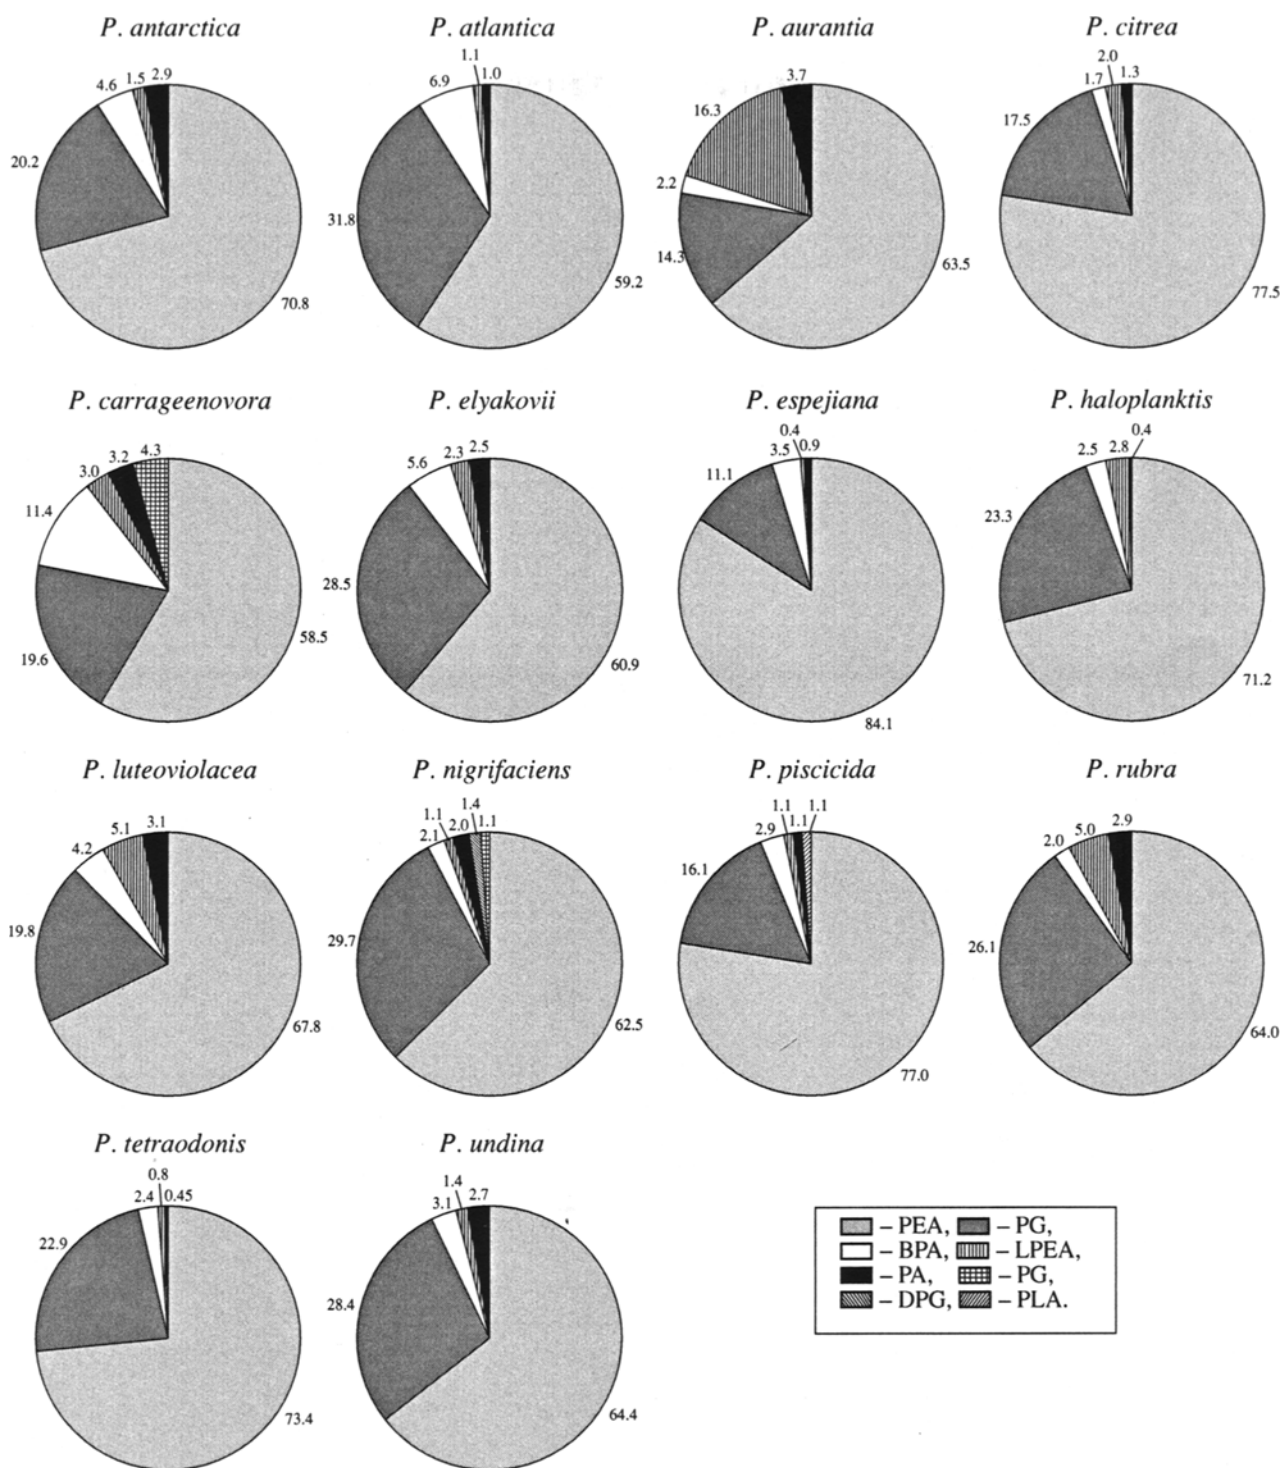 P. antarctica P. atlantica P. aurantia P. citrea
4.6 1.5 2.9 20.2 70.8
6.9 1.1 1.0 31.8 59.2
16.3 3.7 2.2 14.3 63.5
1.7 2.0 1.3 17.5 77.5
P. carrageenovora P. elyakovii P. espejiana P. haloplanktis
11.4 3.0 3.2 4.3 19.6 58.5
5.6 2.3 2.5 28.5 60.9
11.1 3.5 0.4 0.9 84.1
2.5 2.8 0.4 23.3 71.2
P. luteoviolacea P. nigrifaciens P. piscicida P. rubra
4.2 5.1 3.1 19.8 67.8
2.1 1.1 2.0 1.4 1.1 29.7 62.5
2.9 1.1 1.1 1.1 16.1 77.0
2.0 5.0 2.9 26.1 64.0
P. tetraodonis P. undina
2.4 0.8 0.45 22.9 73.4
3.1 1.4 2.7 28.4 64.4
– PEA, – PG,
– BPA, – LPEA,
– PA, – PG,
– DPG, – PLA.